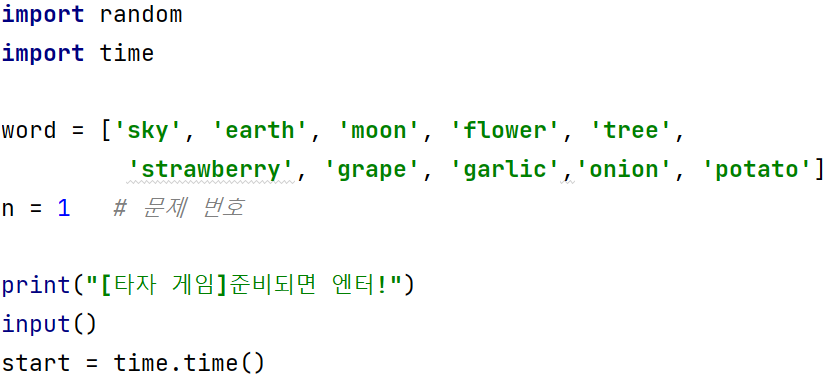 import random
import time
word = ['sky', 'earth', 'moon', 'flower', 'tree',
'strawberry', 'grape', 'garlic','onion', 'potato']
n = 1 # 문제 번호
print("[타자 게임]준비되면 엔터!")
input()
start = time.time()